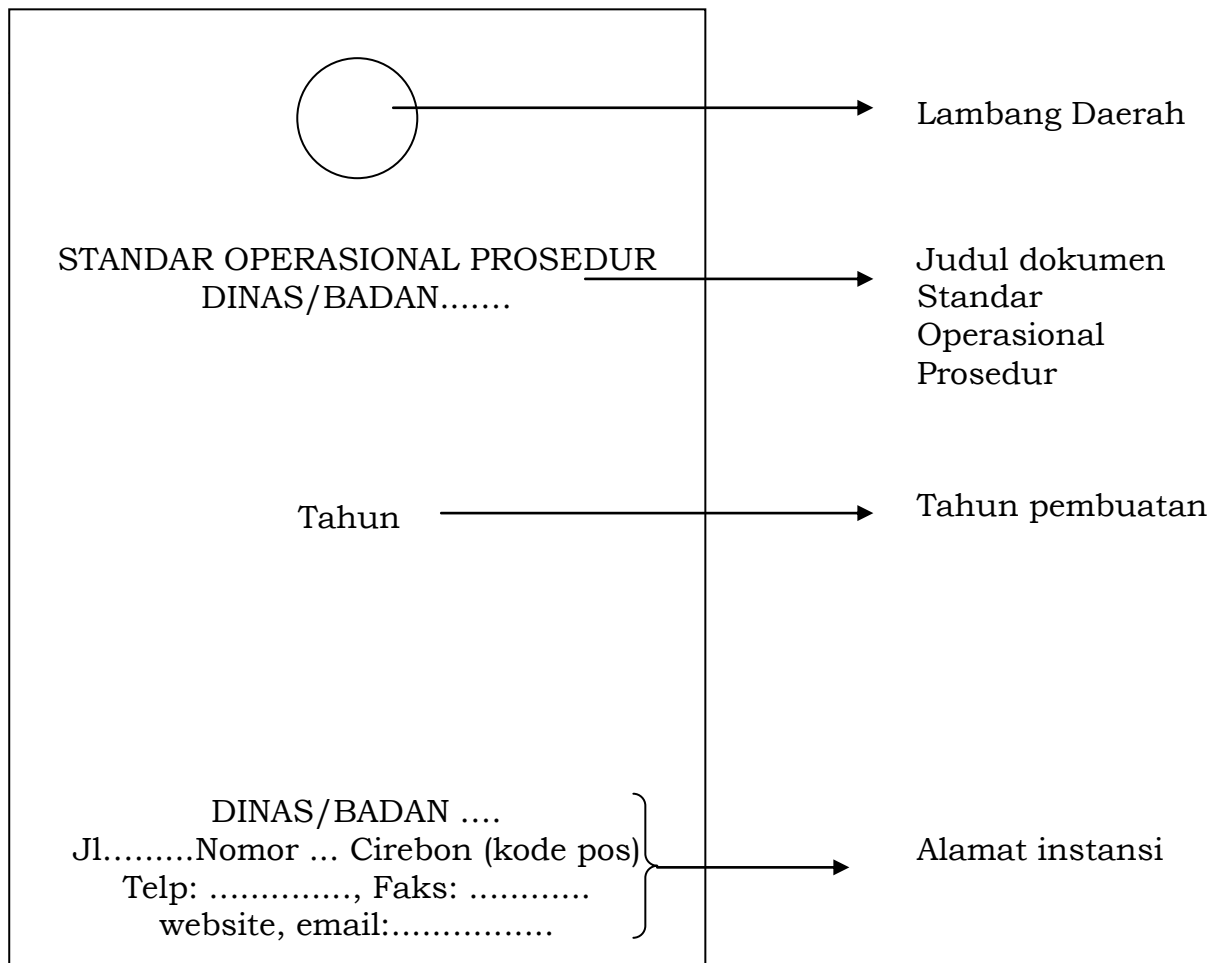 Lambang Daerah
STANDAR OPERASIONAL PROSEDUR
DINAS/BADAN.......
Judul dokumen
Standar
Operasional
Prosedur
Tahun
Tahun pembuatan
DINAS/BADAN ....
Jl.........Nomor ... Cirebon (kode pos)
Telp: .............., Faks: ............
website, email:................
Alamat instansi